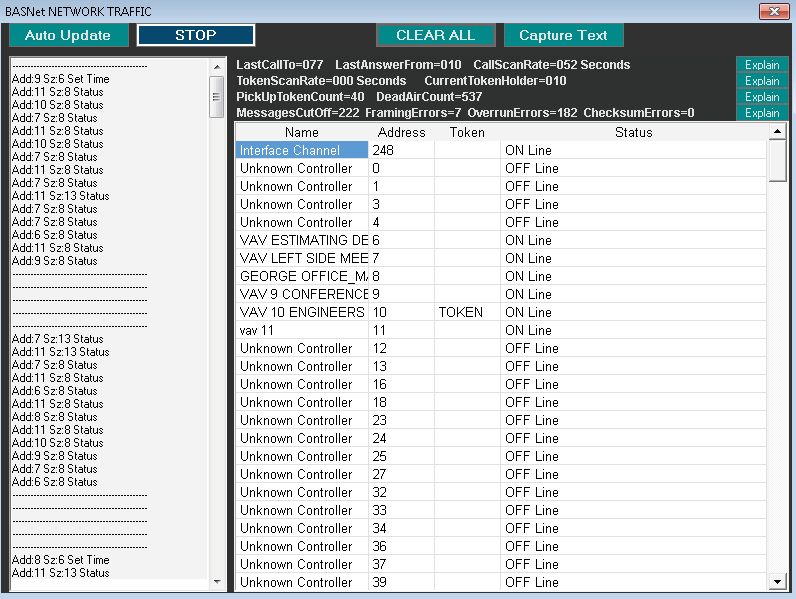 BASNet NETWORK TRAFFIC
Auto Update STOP CLEAR ALL Capture Text
---------------------------------------------
Add:9 Sz:6 Set Time
Add:11 Sz:8 Status
Add:10 Sz:8 Status
Add:7 Sz:8 Status
Add:11 Sz:8 Status
Add:10 Sz:8 Status
Add:7 Sz:8 Status
Add:11 Sz:8 Status
Add:7 Sz:8 Status
Add:11 Sz:13 Status
Add:7 Sz:8 Status
Add:7 Sz:8 Status
Add:6 Sz:8 Status
Add:11 Sz:8 Status
Add:9 Sz:8 Status
---------------------------------------------
---------------------------------------------
---------------------------------------------
---------------------------------------------
---------------------------------------------
Add:7 Sz:13 Status
Add:11 Sz:13 Status
Add:7 Sz:8 Status
Add:11 Sz:8 Status
Add:6 Sz:8 Status
Add:11 Sz:8 Status
Add:8 Sz:8 Status
Add:11 Sz:8 Status
Add:10 Sz:8 Status
Add:9 Sz:8 Status
Add:7 Sz:8 Status
Add:6 Sz:8 Status
---------------------------------------------
---------------------------------------------
---------------------------------------------
---------------------------------------------
---------------------------------------------
Add:8 Sz:6 Set Time
Add:11 Sz:13 Status
LastCallTo=077 LastAnswerFrom=010 CallScanRate=052 Seconds Explain
TokenScanRate=000 Seconds CurrentTokenHolder=010 Explain
PickUpTokenCount=40 DeadAirCount=537 Explain
MessagesCutOff=222 FramingErrors=7 OverrunErrors=182 ChecksumErrors=0 Explain
Name Address Token Status
Interface Channel 248 ON Line
Unknown Controller 0 OFF Line
Unknown Controller 1 OFF Line
Unknown Controller 3 OFF Line
Unknown Controller 4 OFF Line
VAV ESTIMATING DE 6 ON Line
VAV LEFT SIDE MEE 7 ON Line
GEORGE OFFICE_MA 8 ON Line
VAV 9 CONFERENCE 9 ON Line
VAV 10 ENGINEERS 10 TOKEN ON Line
vav 11 11 ON Line
Unknown Controller 12 OFF Line
Unknown Controller 13 OFF Line
Unknown Controller 16 OFF Line
Unknown Controller 18 OFF Line
Unknown Controller 23 OFF Line
Unknown Controller 24 OFF Line
Unknown Controller 25 OFF Line
Unknown Controller 27 OFF Line
Unknown Controller 32 OFF Line
Unknown Controller 33 OFF Line
Unknown Controller 34 OFF Line
Unknown Controller 36 OFF Line
Unknown Controller 37 OFF Line
Unknown Controller 39 OFF Line